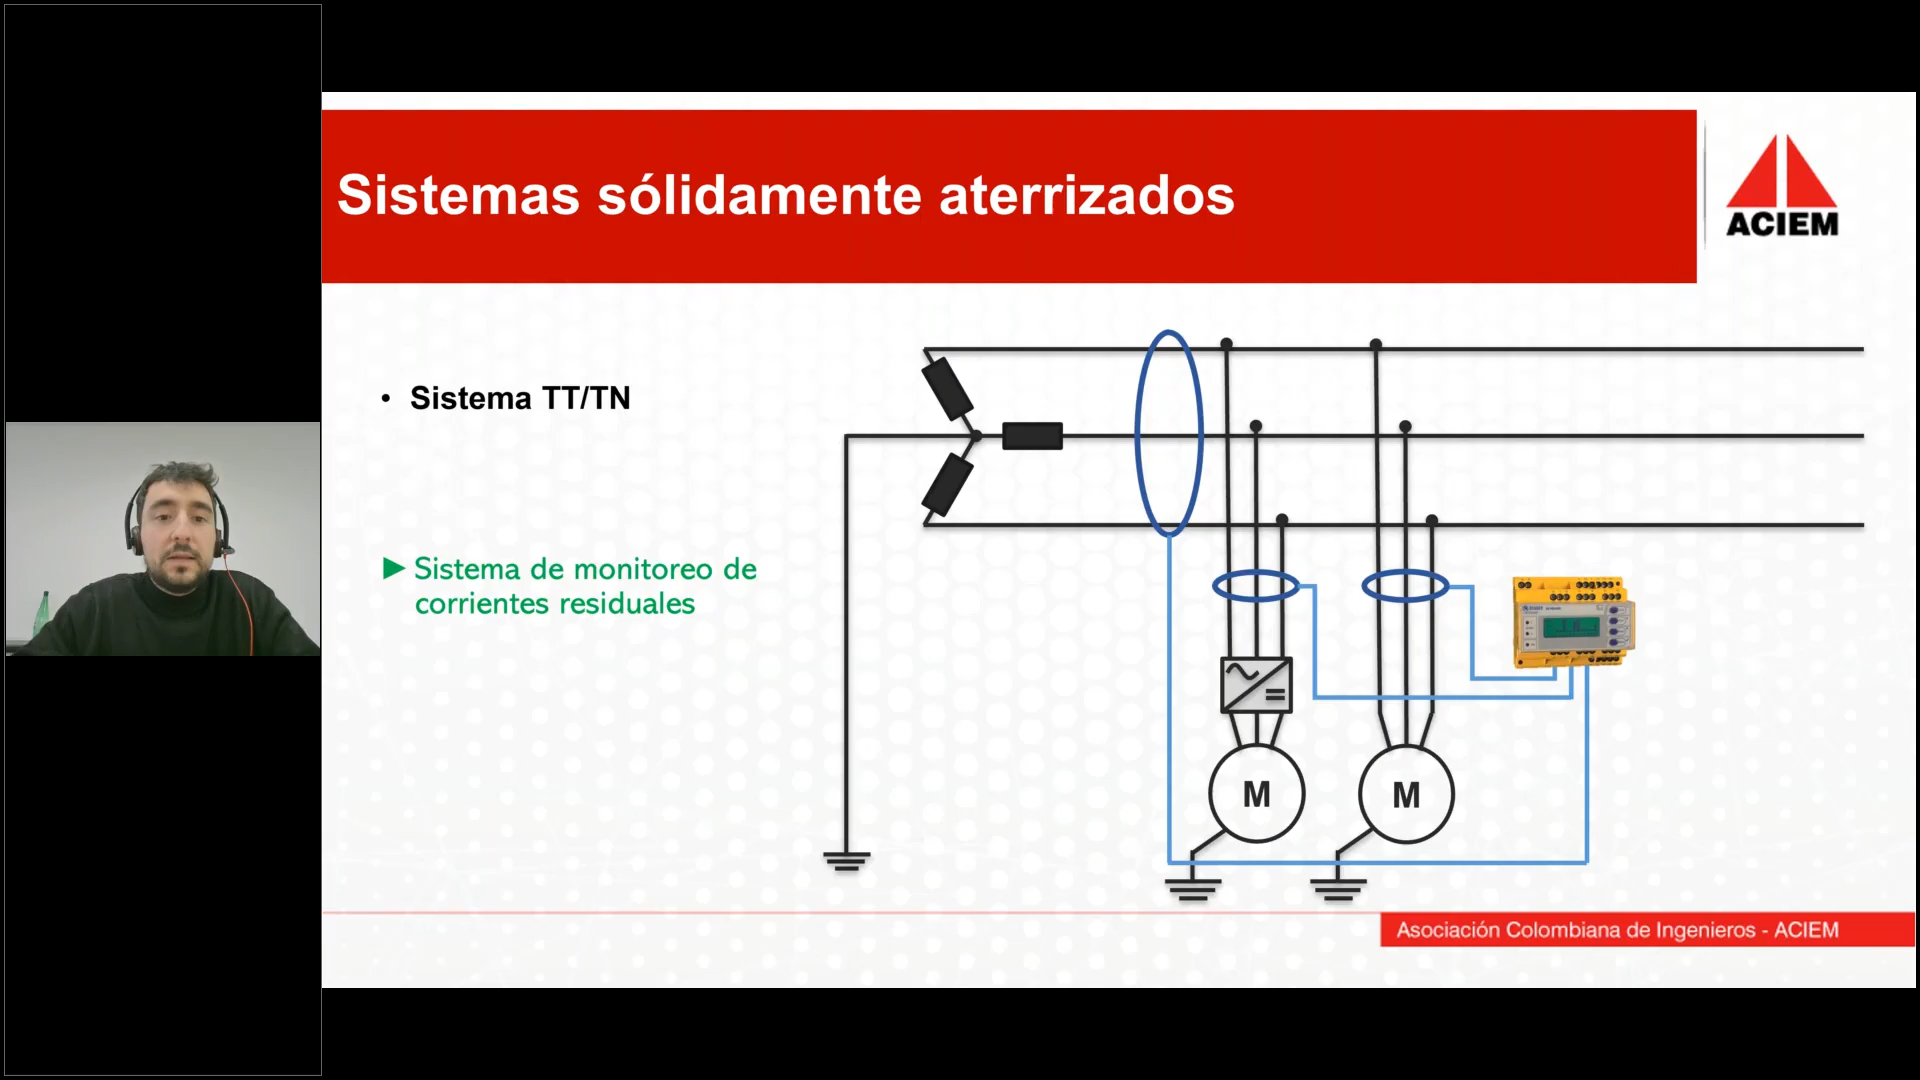 Sistemas sólidamente aterrizados
ACIEM
• Sistema TT/TN
► Sistema de monitoreo de
corrientes residuales
M
M
Asociación Colombiana de Ingenieros - ACIEM